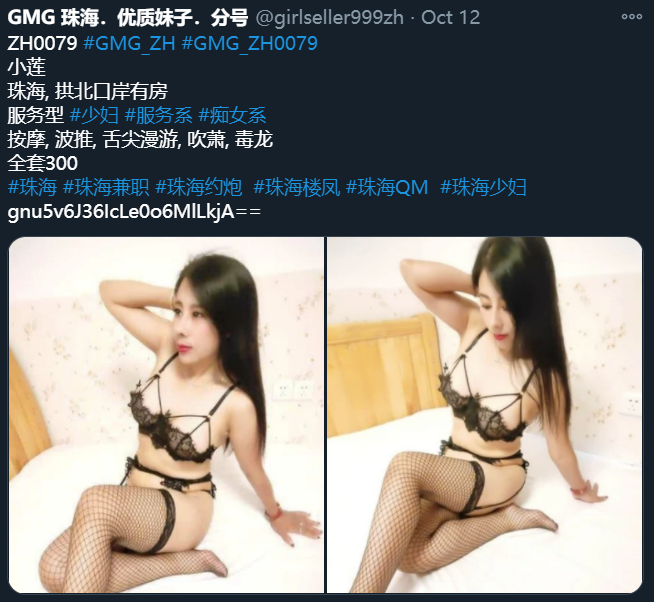 GMG 珠海．优质妹子．分号 @girlseller999zh · Oct 12
ZH0079 #GMG_ZH #GMG_ZH0079
小莲
珠海, 拱北口岸有房
服务型 #少妇 #服务系 #痴女系
按摩, 波推, 舌尖漫游, 吹萧, 毒龙
全套300
#珠海 #珠海兼职 #珠海约炮 #珠海楼凤 #珠海QM #珠海少妇
gnu5v6J36IcLe0o6MlLkjA==